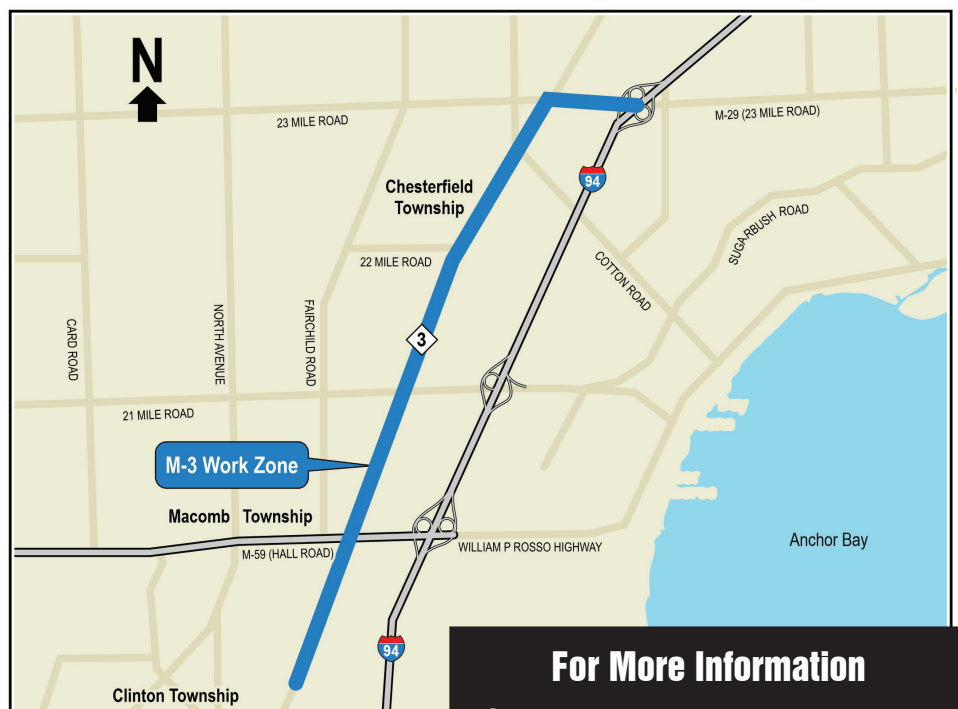 N
23 MILE ROAD
M-29 (23 MILE ROAD)
94
Chesterfield
Township
SUGARBUSH ROAD
22 MILE ROAD
COTTON ROAD
CARD ROAD
NORTH AVENUE
FAIRCHILD ROAD
3
21 MILE ROAD
M-3 Work Zone
Macomb Township
M-59 (HALL ROAD)
WILLIAM P ROSSO HIGHWAY
Anchor Bay
94
Clinton Township
For More Information